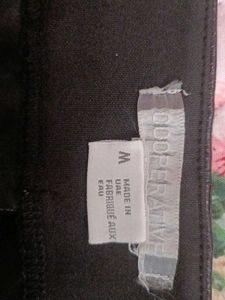 COOPERATIVE
M
MADE IN
UAE
FABRIQUÉ AUX
EAU